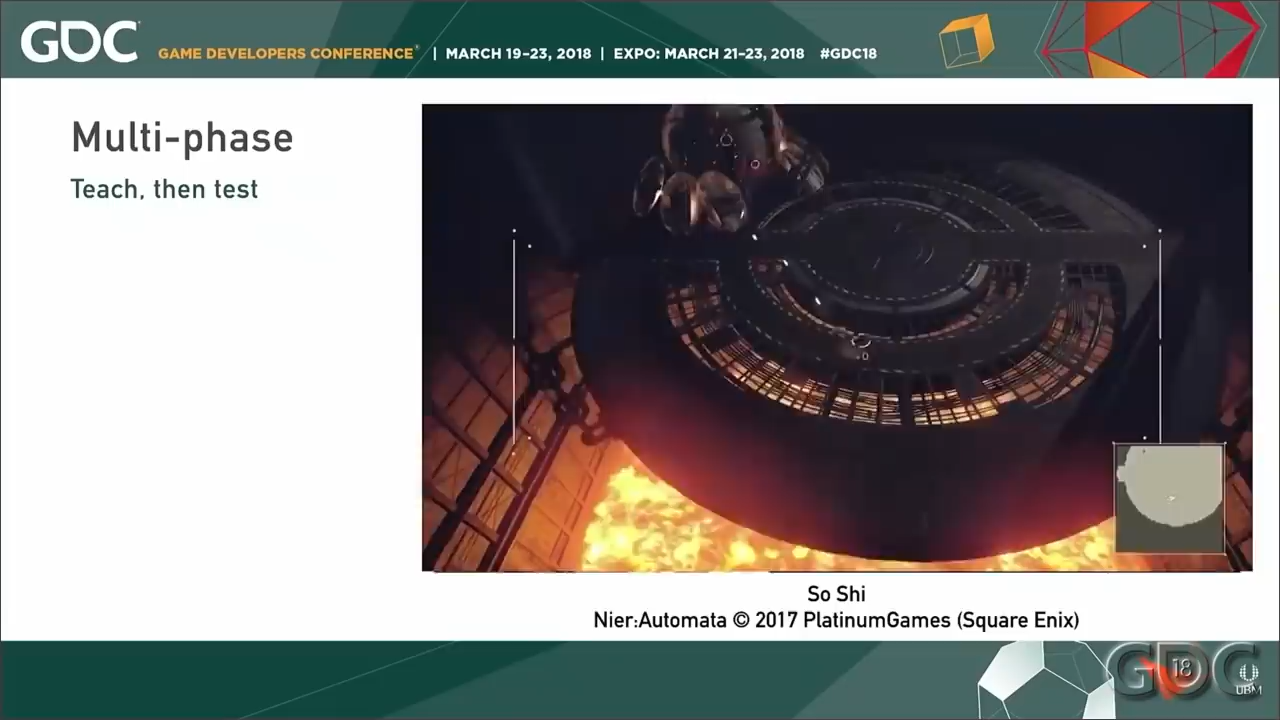 GDC
GAME DEVELOPERS CONFERENCE® | MARCH 19–23, 2018 | EXPO: MARCH 21–23, 2018 #GDC18
Multi-phase
Teach, then test
So Shi
Nier:Automata © 2017 PlatinumGames (Square Enix)
GDC 18
UBM